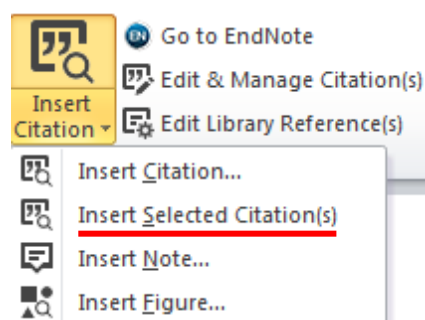 Go to EndNote
Edit & Manage Citation(s)
Edit Library Reference(s)
Insert
Citation
Insert Citation...
Insert Selected Citation(s)
Insert Note...
Insert Figure...